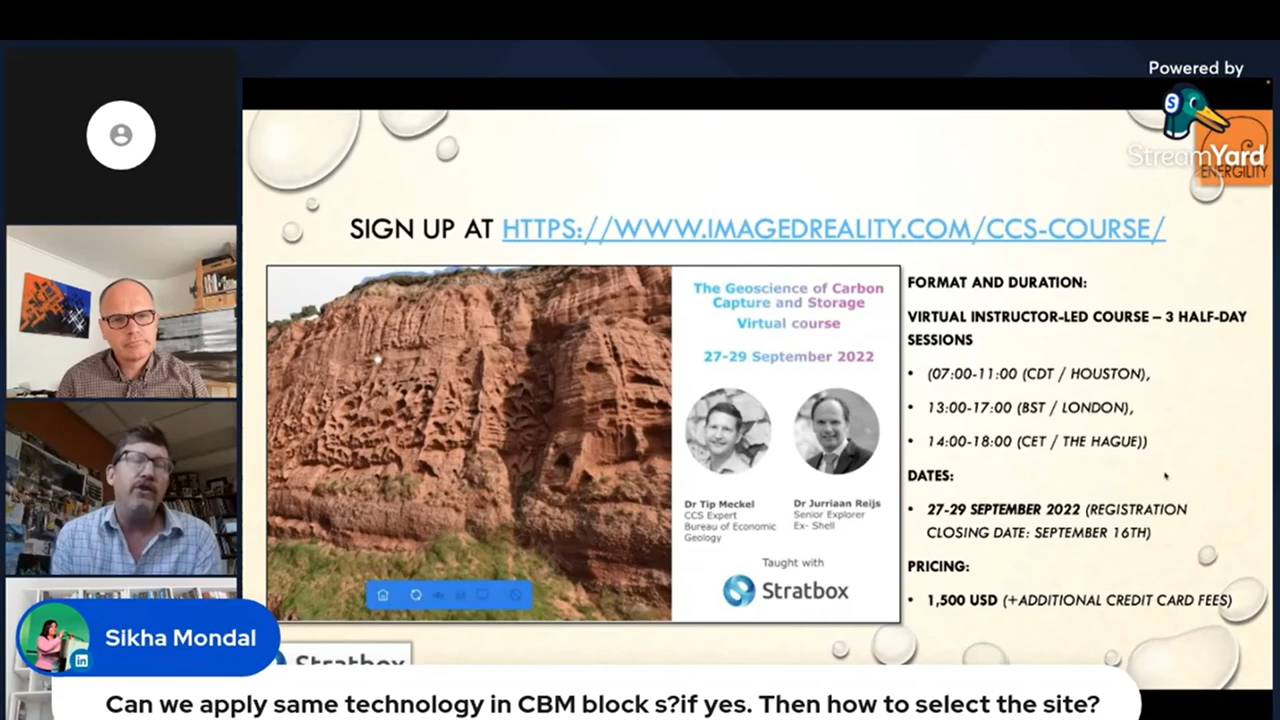 Powered by
StreamYard
ENERGILITY
SIGN UP AT HTTPS://WWW.IMAGEDREALITY.COM/CCS-COURSE/
The Geoscience of Carbon
Capture and Storage
Virtual course
27-29 September 2022
Dr Tip Meckel
CCS Expert
Bureau of Economic
Geology
Dr Jurriaan Reijs
Senior Explorer
Ex- Shell
Taught with
Stratbox
FORMAT AND DURATION:
VIRTUAL INSTRUCTOR-LED COURSE – 3 HALF-DAY
SESSIONS
• (07:00-11:00 (CDT / HOUSTON),
• 13:00-17:00 (BST / LONDON),
• 14:00-18:00 (CET / THE HAGUE))
DATES:
• 27-29 SEPTEMBER 2022 (REGISTRATION
CLOSING DATE: SEPTEMBER 16TH)
PRICING:
• 1,500 USD (+ADDITIONAL CREDIT CARD FEES)
Stratbox
Sikha Mondal
in
Can we apply same technology in CBM block s?if yes. Then how to select the site?